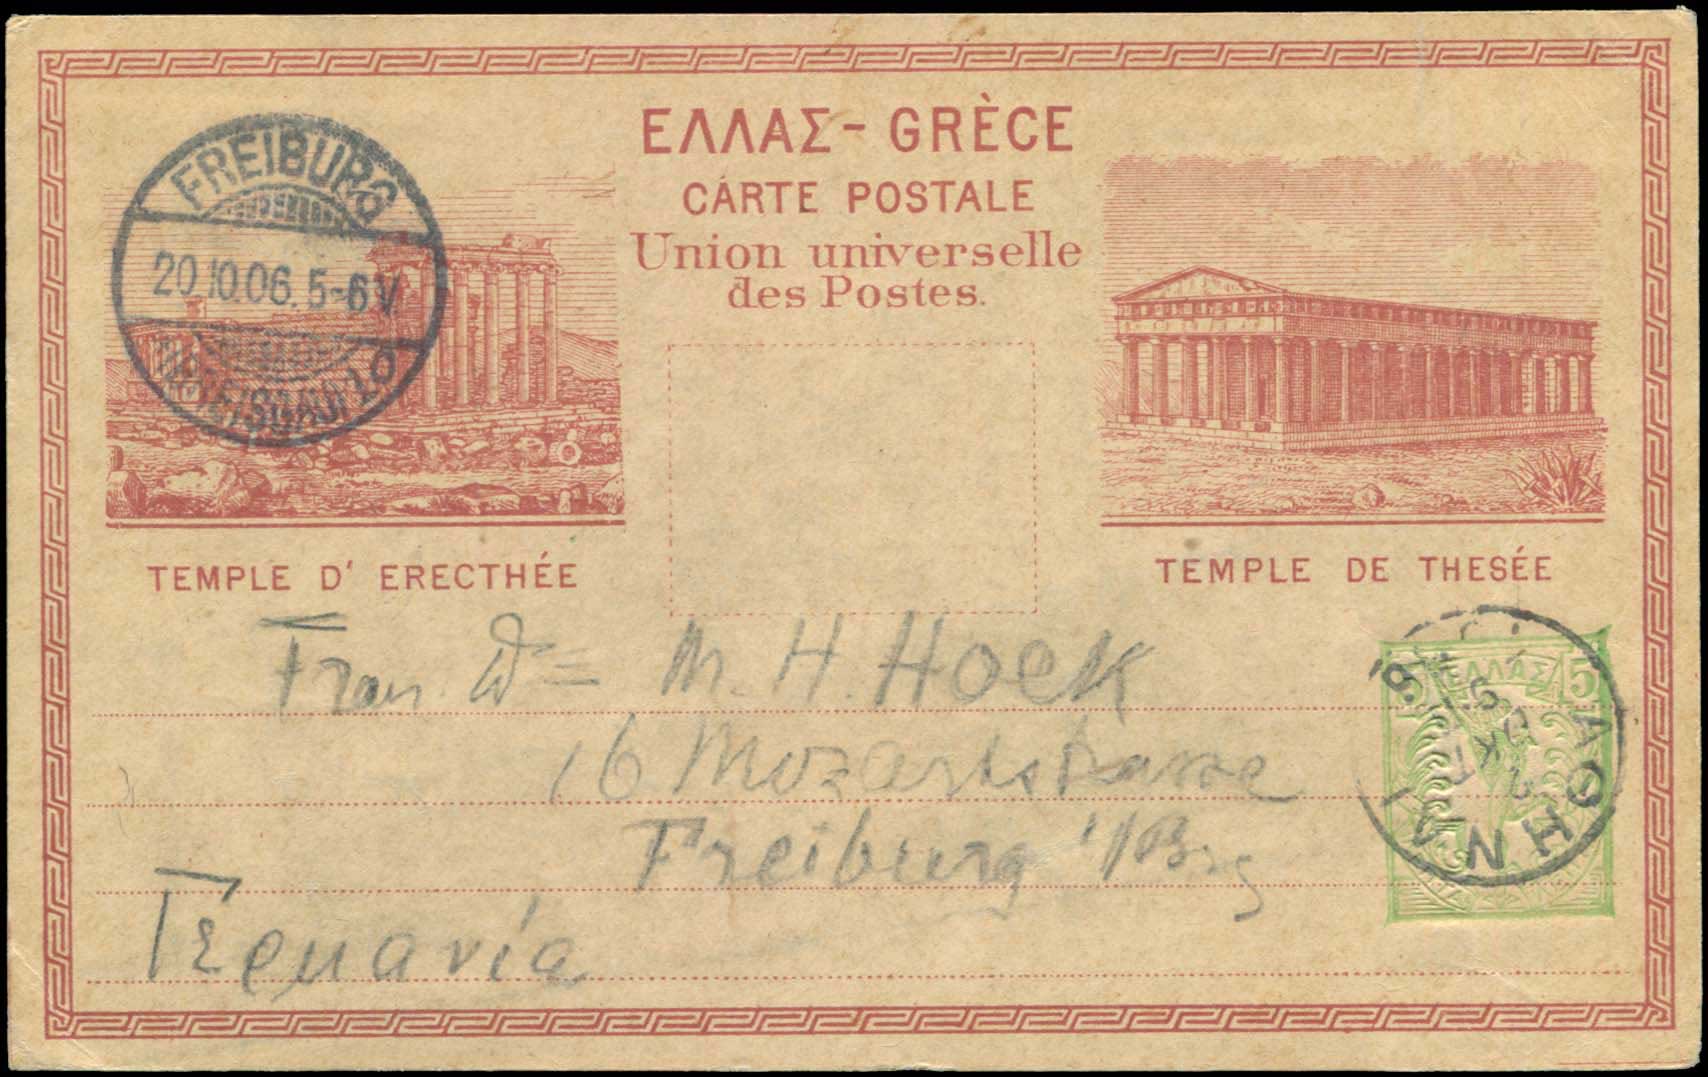 ΕΛΛΑΣ - GRÈCE
CARTE POSTALE
Union universelle
des Postes.
FREIBURG
20.10.06. 5-6V
TEMPLE D' ERECTHÉE
TEMPLE DE THESÉE
Frau Dr M. H. Hoek
16 Mozartstrasse
Freiburg i/Brg
Γερμανία
ΕΛΛΑΣ 5
ΑΘΗΝΑΙ